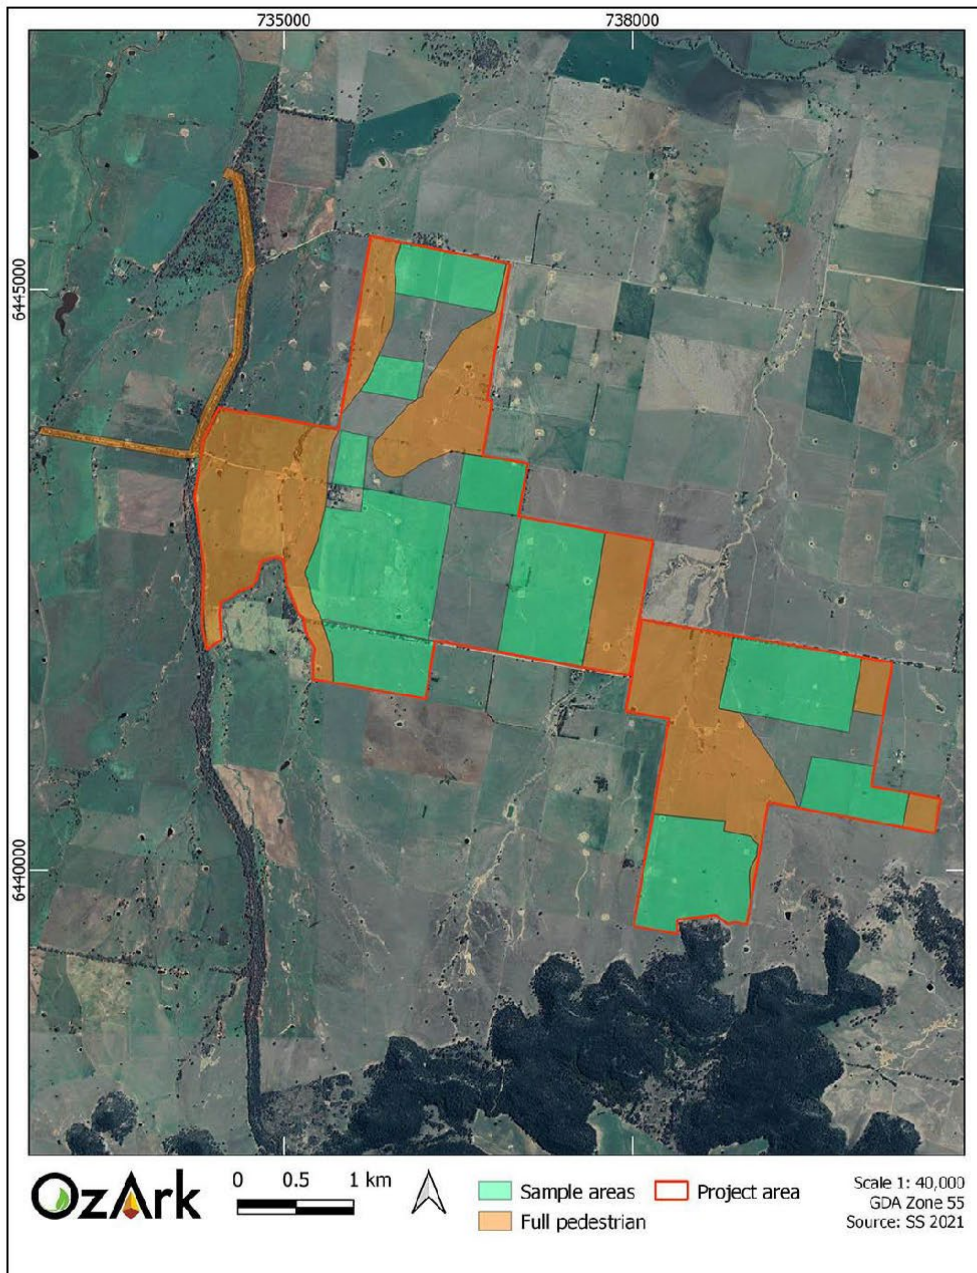 735000
738000
6445000
6440000
OzArk
0 0.5 1 km
Sample areas
Full pedestrian
Project area
Scale 1: 40,000
GDA Zone 55
Source: SS 2021